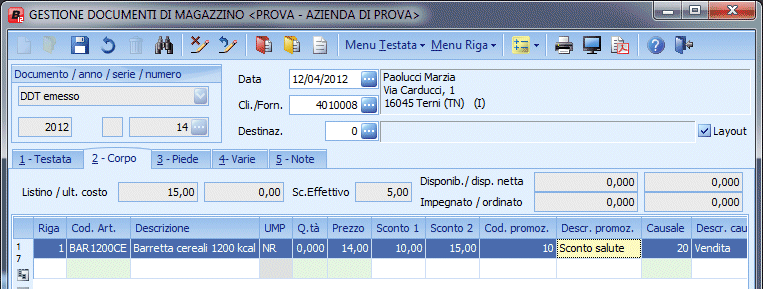 GESTIONE DOCUMENTI DI MAGAZZINO <PROVA - AZIENDA DI PROVA>
Menu Testata Menu Riga
Documento / anno / serie / numero
DDT emesso
2012 14
Data 12/04/2012
Cli./Forn. 4010008
Destinaz. 0
Paolucci Marzia
Via Carducci, 1
16045 Terni (TN) (I)
Layout
1 - Testata 2 - Corpo 3 - Piede 4- Varie 5 - Note
Listino / ult. costo 15,00 0,00 Sc.Effettivo 5,00
Disponib./ disp. netta 0,000 0,000
Impegnato / ordinato 0,000 0,000
Riga Cod. Art. Descrizione UMP Q.tà Prezzo Sconto 1 Sconto 2 Cod. promoz. Descr. promoz. Causale Descr. cau
1 BAR1200CE Barretta cereali 1200 kcal NR 0,000 14,00 10,00 15,00 10 Sconto salute 20 Vendita
1
7